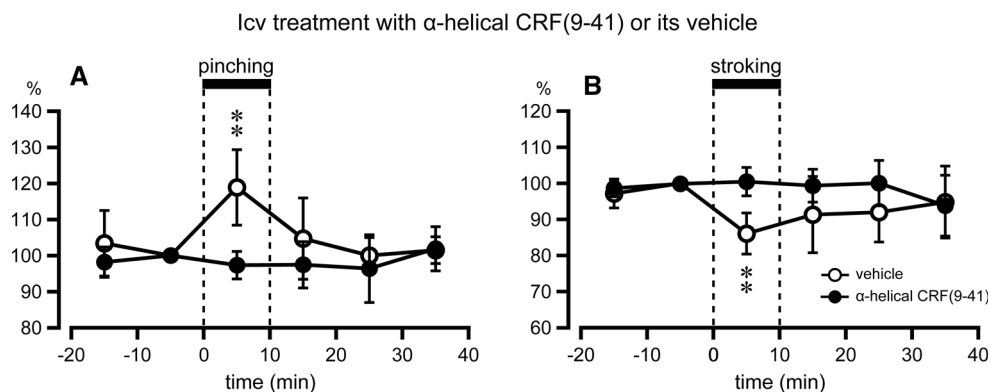 Icv treatment with α-helical CRF(9-41) or its vehicle
A
pinching
%
140
130
120
110
100
90
80
**
-20 -10 0 10 20 30 40
time (min)
B
stroking
%
120
110
100
90
80
70
60
**
vehicle
α-helical CRF(9-41)
-20 -10 0 10 20 30 40
time (min)